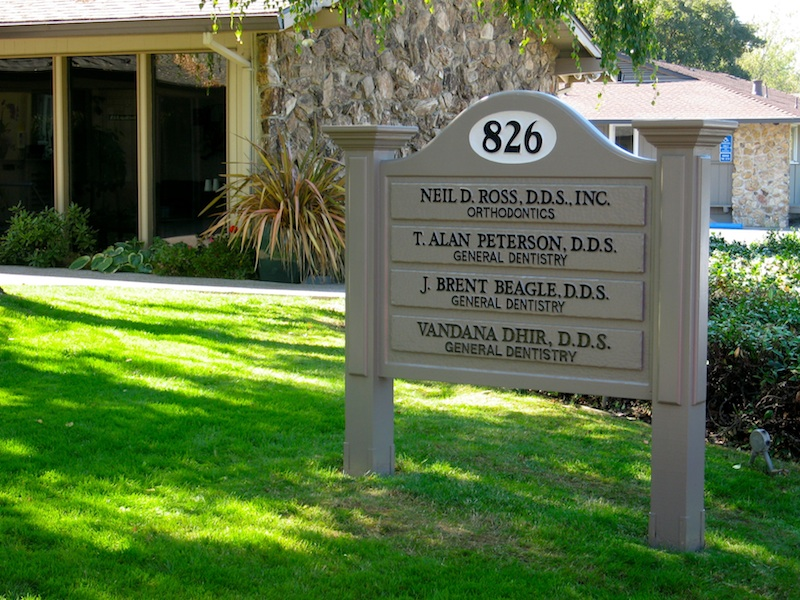 826
NEIL D. ROSS, D.D.S., INC.
ORTHODONTICS
T. ALAN PETERSON, D.D.S.
GENERAL DENTISTRY
J. BRENT BEAGLE, D.D.S.
GENERAL DENTISTRY
VANDANA DHIR, D.D.S.
GENERAL DENTISTRY